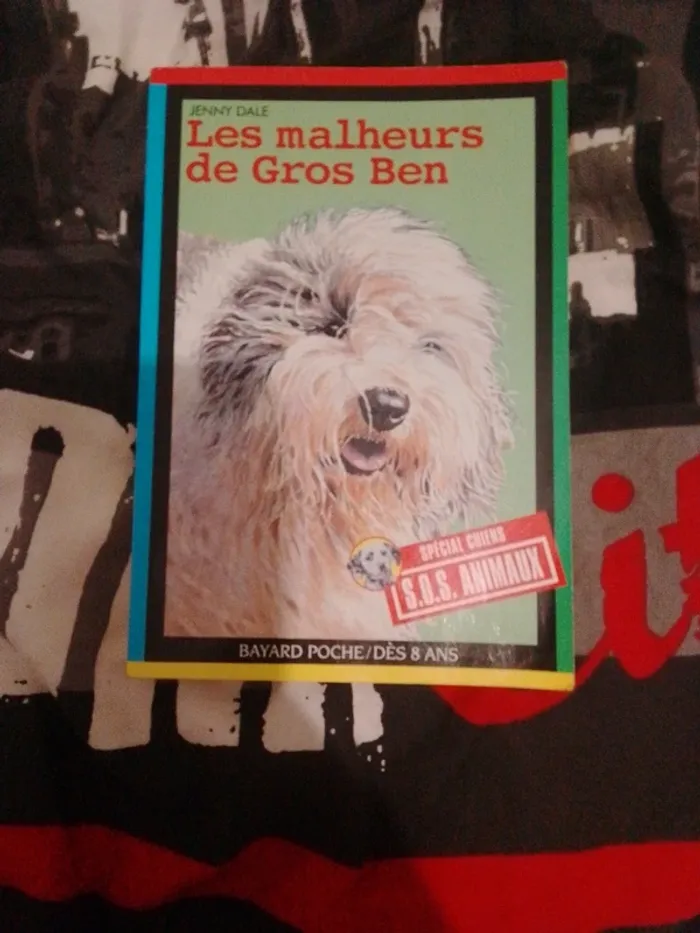 JENNY DALE
Les malheurs
de Gros Ben
SPÉCIAL CHIENS
S.O.S. ANIMAUX
BAYARD POCHE/DÈS 8 ANS